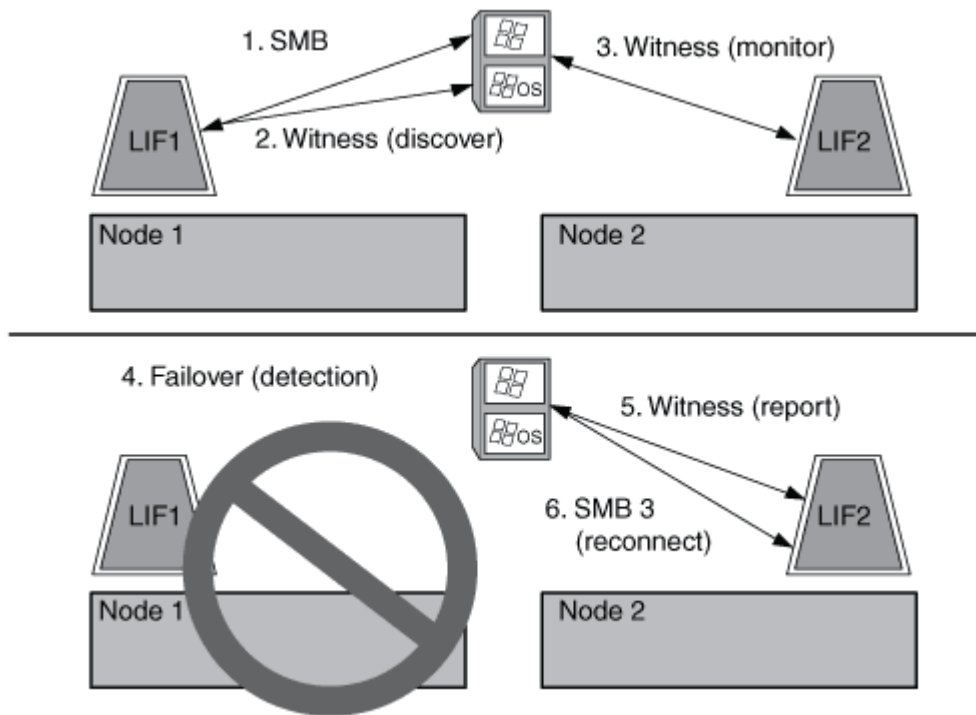 1. SMB
3. Witness (monitor)
LIF1
2. Witness (discover)
OS
LIF2
Node 1
Node 2
4. Failover (detection)
5. Witness (report)
OS
LIF1
6. SMB 3
(reconnect)
LIF2
Node 1
Node 2